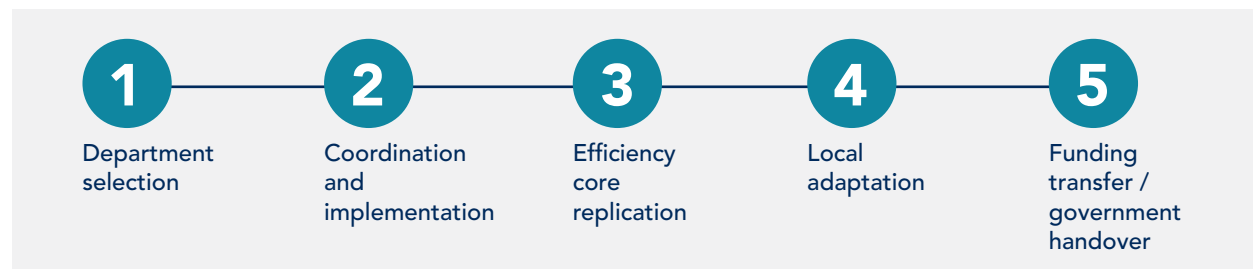 1
Department
selection
2
Coordination
and
implementation
3
Efficiency
core
replication
4
Local
adaptation
5
Funding
transfer /
government
handover